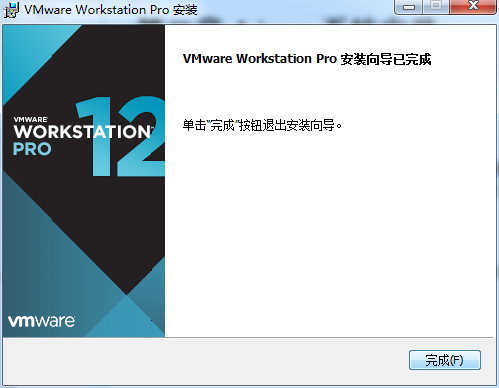 VMware Workstation Pro 安装
VMware Workstation Pro 安装向导已完成
单击"完成"按钮退出安装向导。
VMWARE
WORKSTATION
PRO 12
vmware
完成(F)